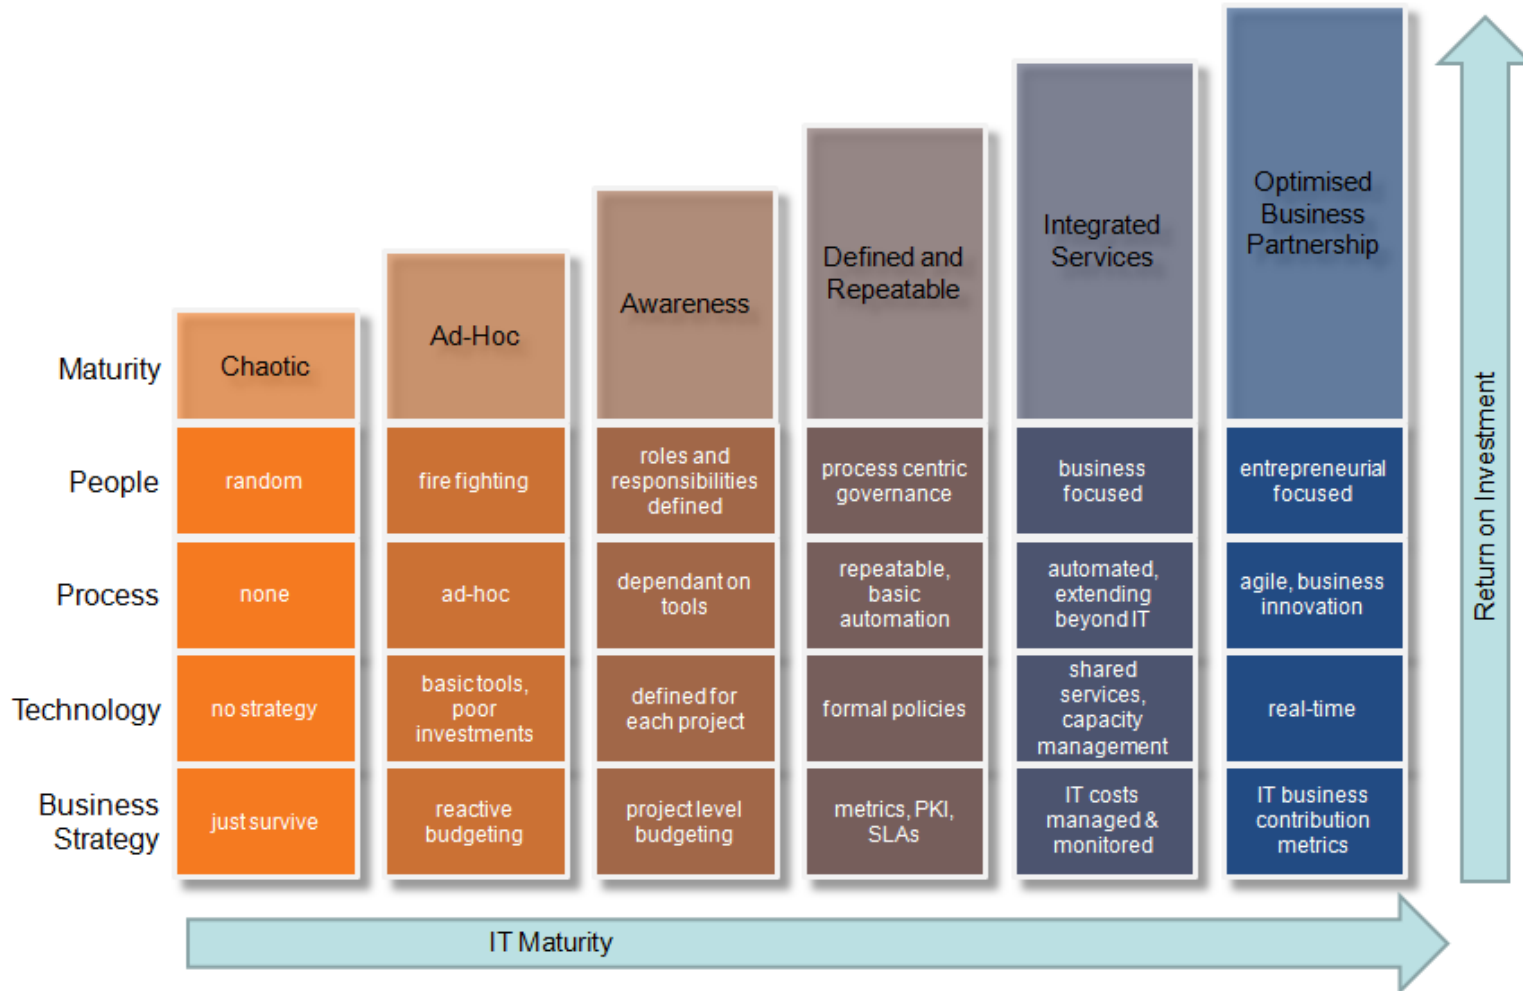 Maturity
Chaotic
Ad-Hoc
Awareness
Defined and
Repeatable
Integrated
Services
Optimised
Business
Partnership
People
random
fire fighting
roles and
responsibilities
defined
process centric
governance
business
focused
entrepreneurial
focused
Process
none
ad-hoc
dependant on
tools
repeatable,
basic
automation
automated,
extending
beyond IT
agile, business
innovation
Technology
no strategy
basic tools,
poor
investments
defined for
each project
formal policies
shared
services,
capacity
management
real-time
Business
Strategy
just survive
reactive
budgeting
project level
budgeting
metrics, PKI,
SLAs
IT costs
managed &
monitored
IT business
contribution
metrics
IT Maturity
Return on Investment